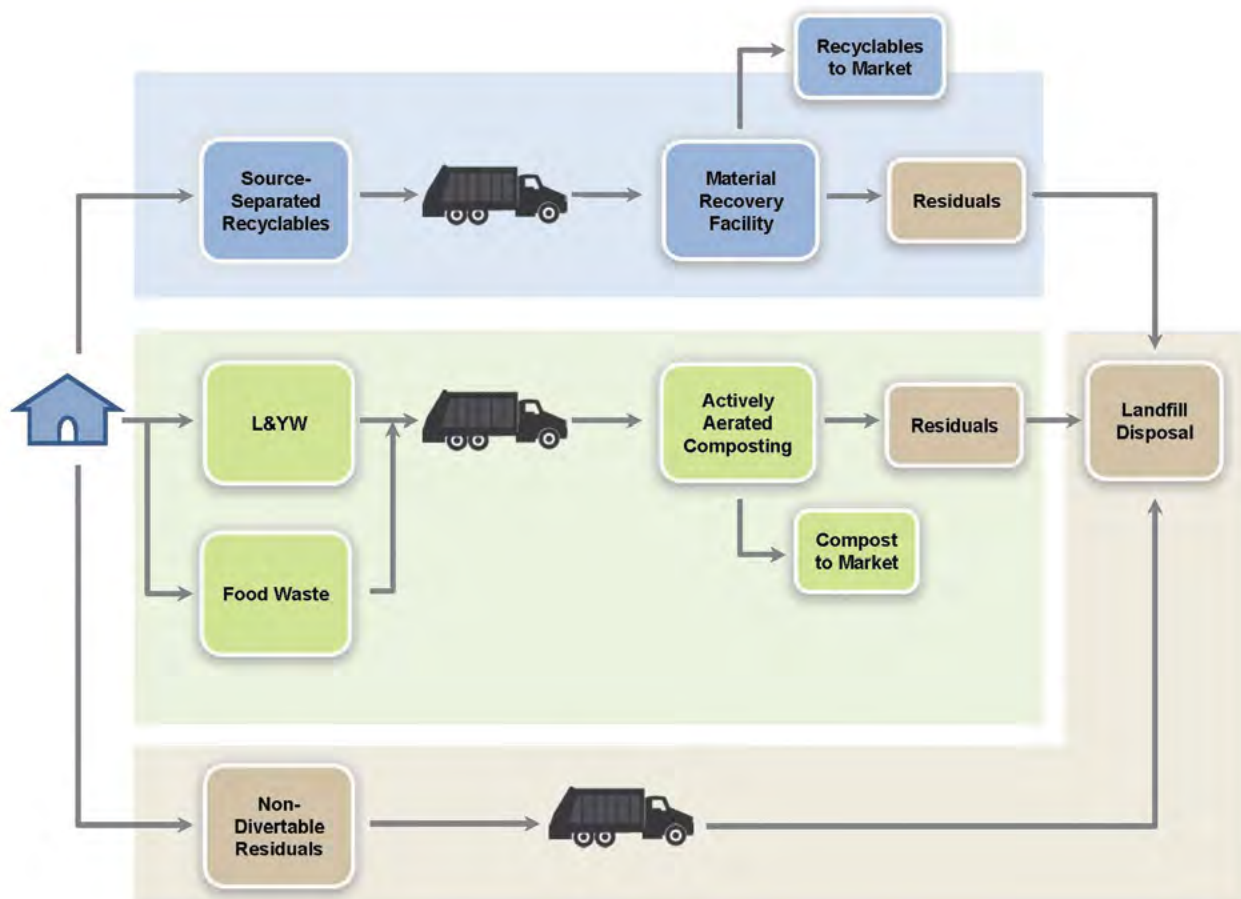 Recyclables
to Market
Source-
Separated
Recyclables
Material
Recovery
Facility
Residuals
L&YW
Actively
Aerated
Composting
Residuals
Landfill
Disposal
Food Waste
Compost
to Market
Non-
Divertable
Residuals